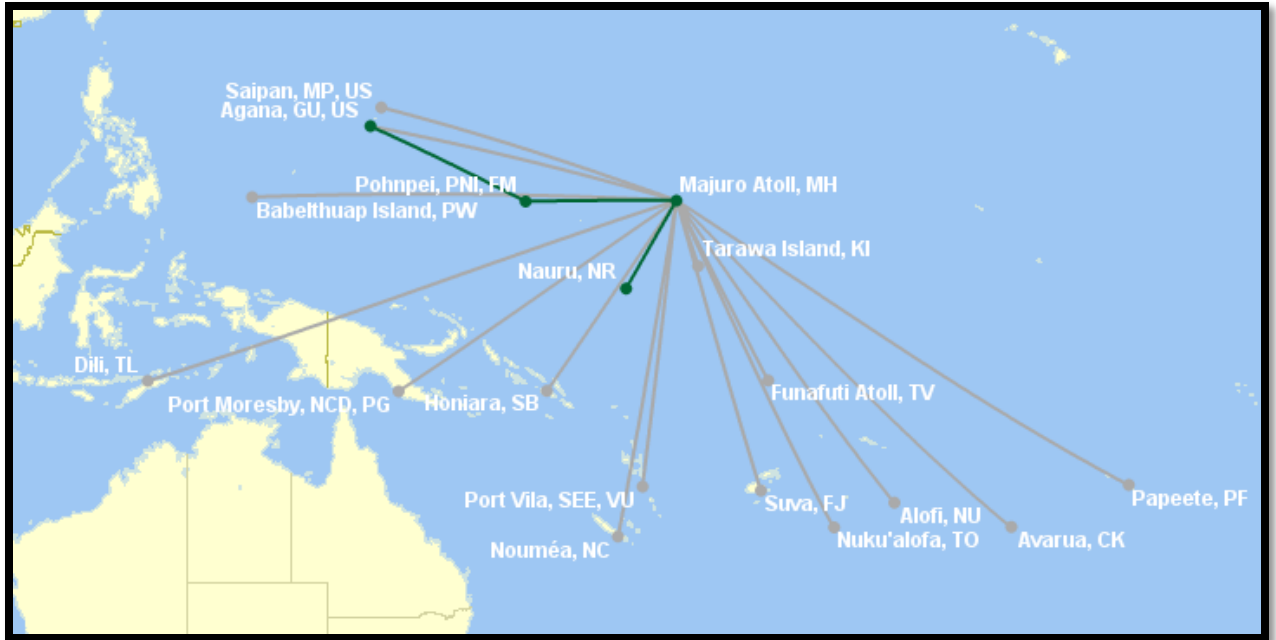 Saipan, MP, US
Agana, GU, US
Pohnpei, PNI, FM
Majuro Atoll, MH
Babelthuap Island, PW
Tarawa Island, KI
Nauru, NR
Dili, TL
Port Moresby, NCD, PG
Honiara, SB
Funafuti Atoll, TV
Port Vila, SEE, VU
Suva, FJ
Alofi, NU
Papeete, PF
Nouméa, NC
Nuku'alofa, TO
Avarua, CK